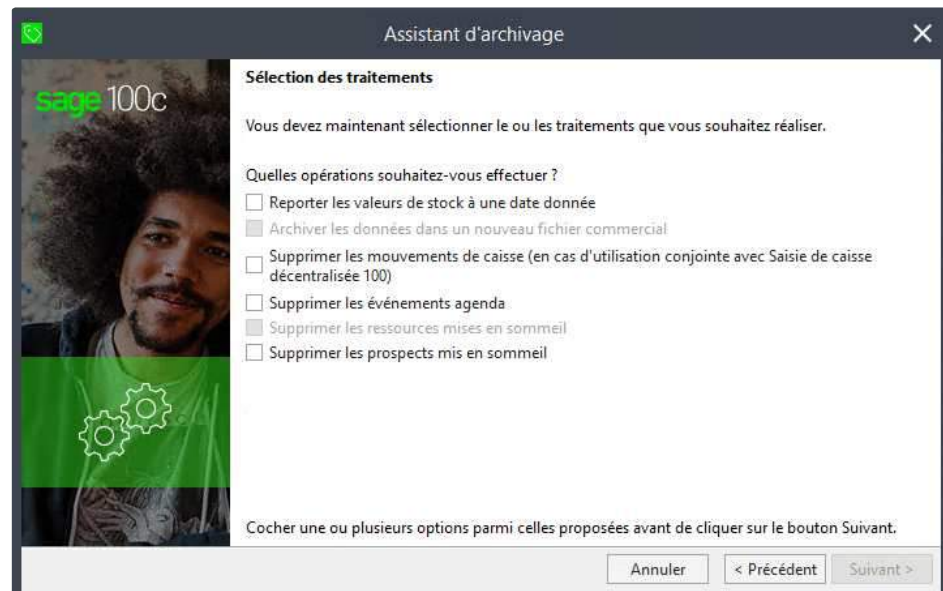 Assistant d'archivage
sage 100c
Sélection des traitements
Vous devez maintenant sélectionner le ou les traitements que vous souhaitez réaliser.
Quelles opérations souhaitez-vous effectuer ?
Reporter les valeurs de stock à une date donnée
Archiver les données dans un nouveau fichier commercial
Supprimer les mouvements de caisse (en cas d'utilisation conjointe avec Saisie de caisse
décentralisée 100)
Supprimer les événements agenda
Supprimer les ressources mises en sommeil
Supprimer les prospects mis en sommeil
Cocher une ou plusieurs options parmi celles proposées avant de cliquer sur le bouton Suivant.
Annuler
< Précédent
Suivant >